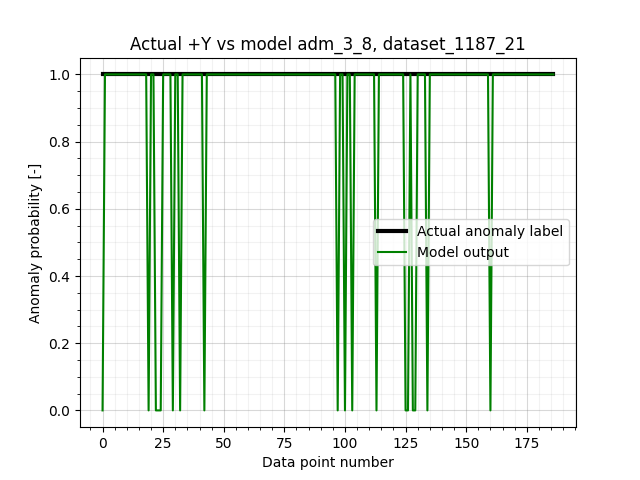 Actual +Y vs model adm_3_8, dataset_1187_21
1.0
0.8
0.6
0.4
0.2
0.0
Anomaly probability [-]
Actual anomaly label
Model output
0 25 50 75 100 125 150 175
Data point number